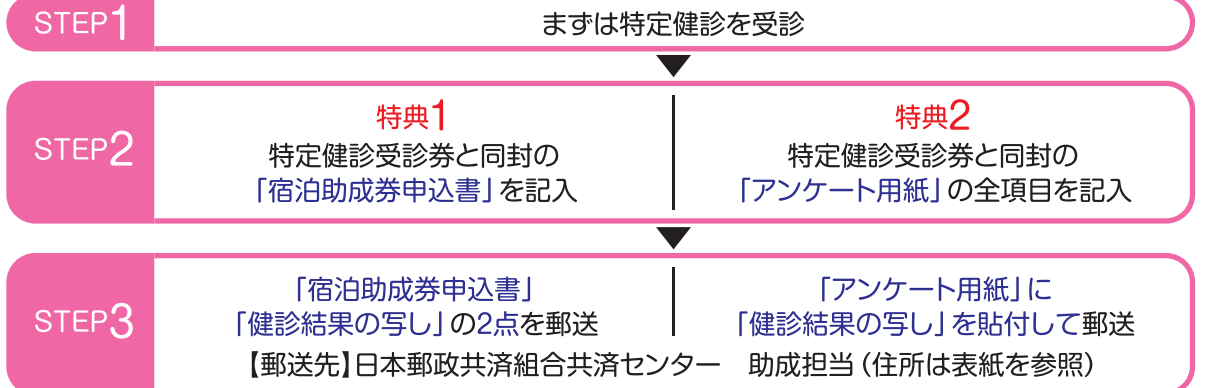 STEP1
まずは特定健診を受診
STEP2
特典1
特定健診受診券と同封の
「宿泊助成券申込書」を記入
特典2
特定健診受診券と同封の
「アンケート用紙」の全項目を記入
STEP3
「宿泊助成券申込書」
「健診結果の写し」の2点を郵送
「アンケート用紙」に
「健診結果の写し」を貼付して郵送
【郵送先】日本郵政共済組合共済センター　助成担当（住所は表紙を参照）